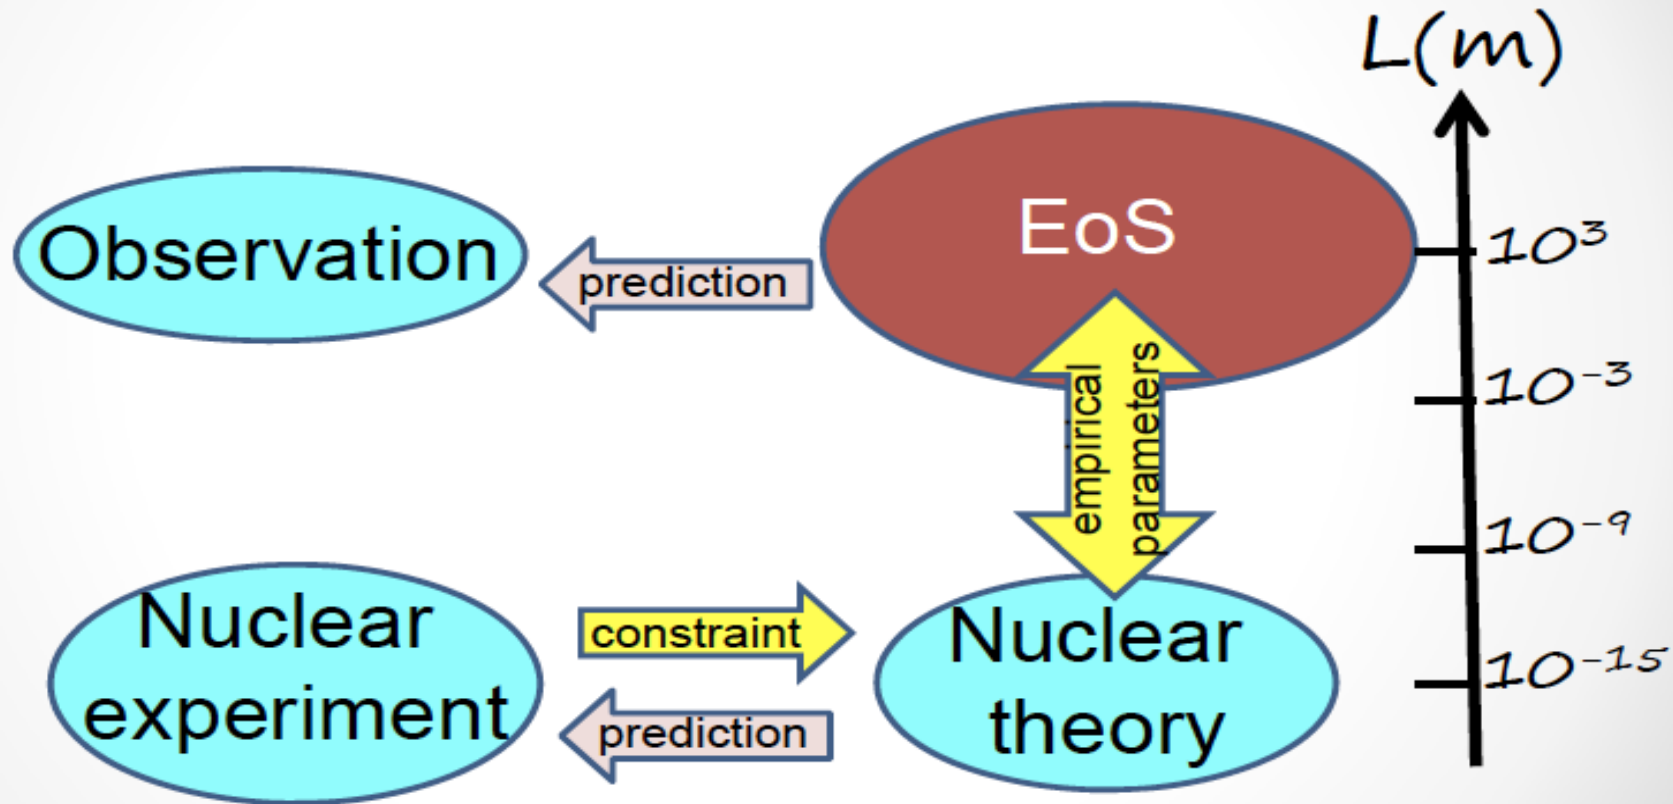 L(m)
EoS
Observation
prediction
10³
empirical
parameters
10⁻³
10⁻⁹
Nuclear
experiment
constraint
prediction
Nuclear
theory
10⁻¹⁵